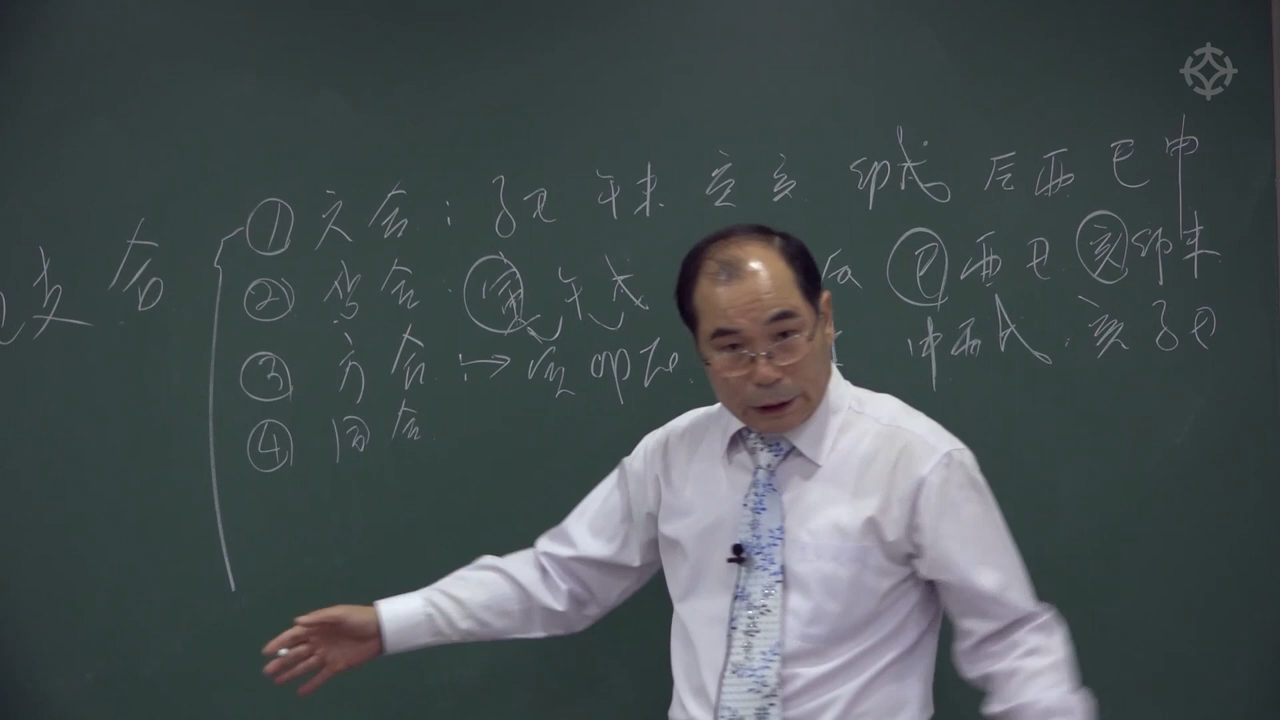 支合
① 六合: 子丑 午未 寅亥 卯戌 辰酉 巳申
② 合 寅午戌 巳酉丑 亥卯未
③ 方合: → 寅卯辰. 申酉戌. 亥子丑
④ 同合